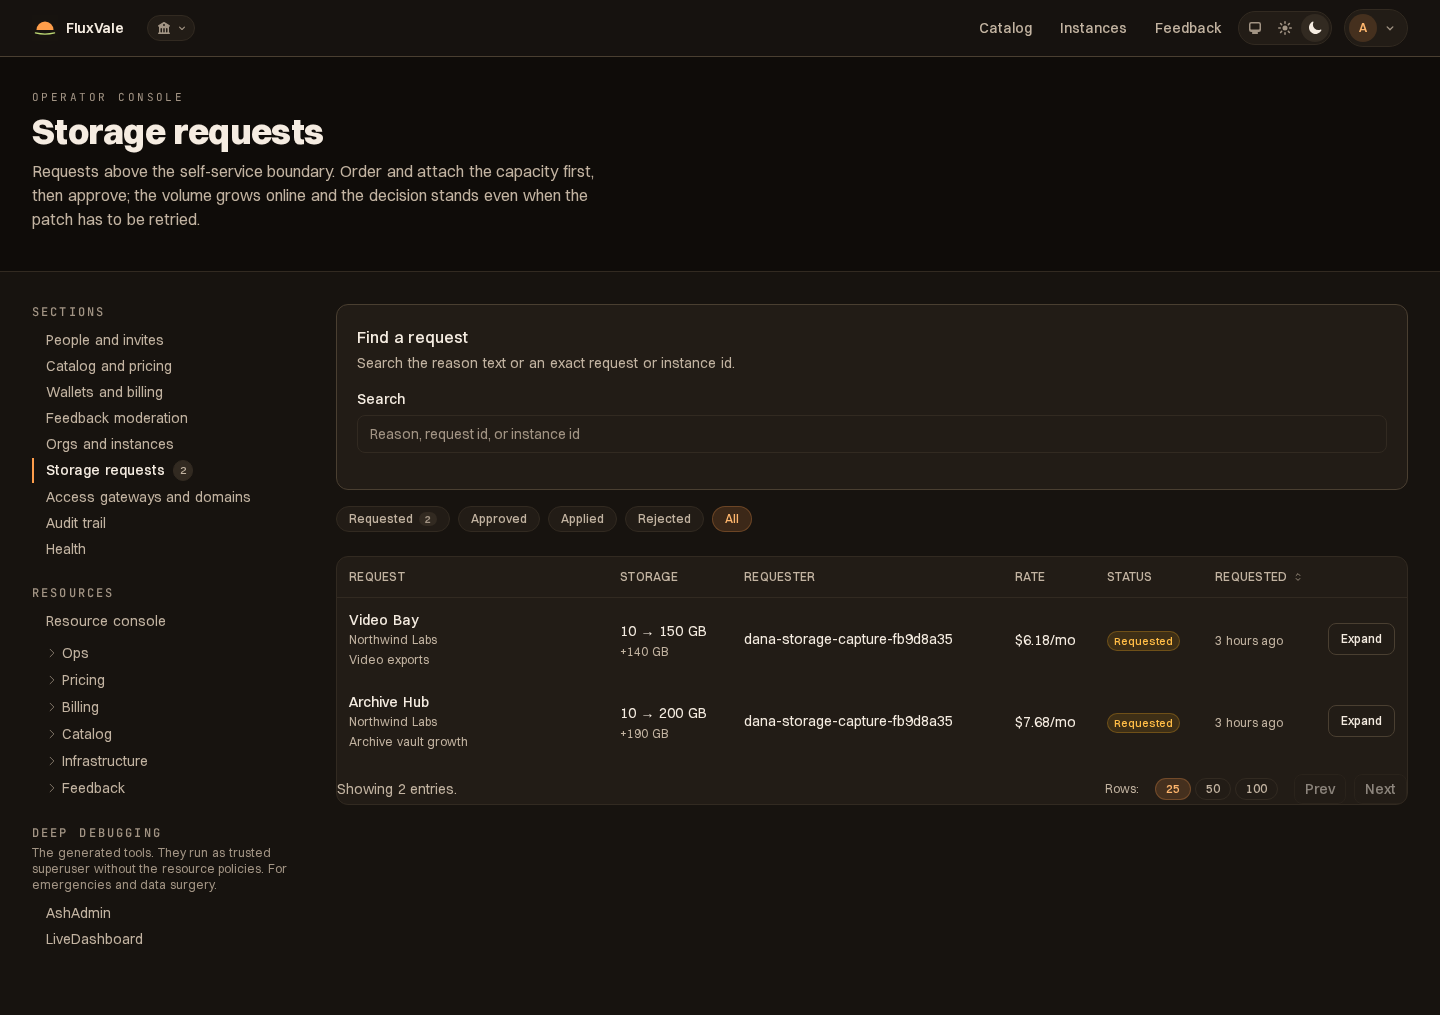 FluxVale
Catalog
Instances
Feedback
A
OPERATOR CONSOLE
Storage requests
Requests above the self-service boundary. Order and attach the capacity first,
then approve; the volume grows online and the decision stands even when the
patch has to be retried.
SECTIONS
People and invites
Catalog and pricing
Wallets and billing
Feedback moderation
Orgs and instances
Storage requests 2
Access gateways and domains
Audit trail
Health
RESOURCES
Resource console
Ops
Pricing
Billing
Catalog
Infrastructure
Feedback
DEEP DEBUGGING
The generated tools. They run as trusted
superuser without the resource policies. For
emergencies and data surgery.
AshAdmin
LiveDashboard
Find a request
Search the reason text or an exact request or instance id.
Search
Reason, request id, or instance id
Requested 2
Approved
Applied
Rejected
All
REQUEST STORAGE REQUESTER RATE STATUS REQUESTED
Video Bay
Northwind Labs
Video exports
10 → 150 GB
+140 GB
dana-storage-capture-fb9d8a35
$6.18/mo
Requested
3 hours ago
Expand
Archive Hub
Northwind Labs
Archive vault growth
10 → 200 GB
+190 GB
dana-storage-capture-fb9d8a35
$7.68/mo
Requested
3 hours ago
Expand
Showing 2 entries.
Rows: 25 50 100
Prev
Next